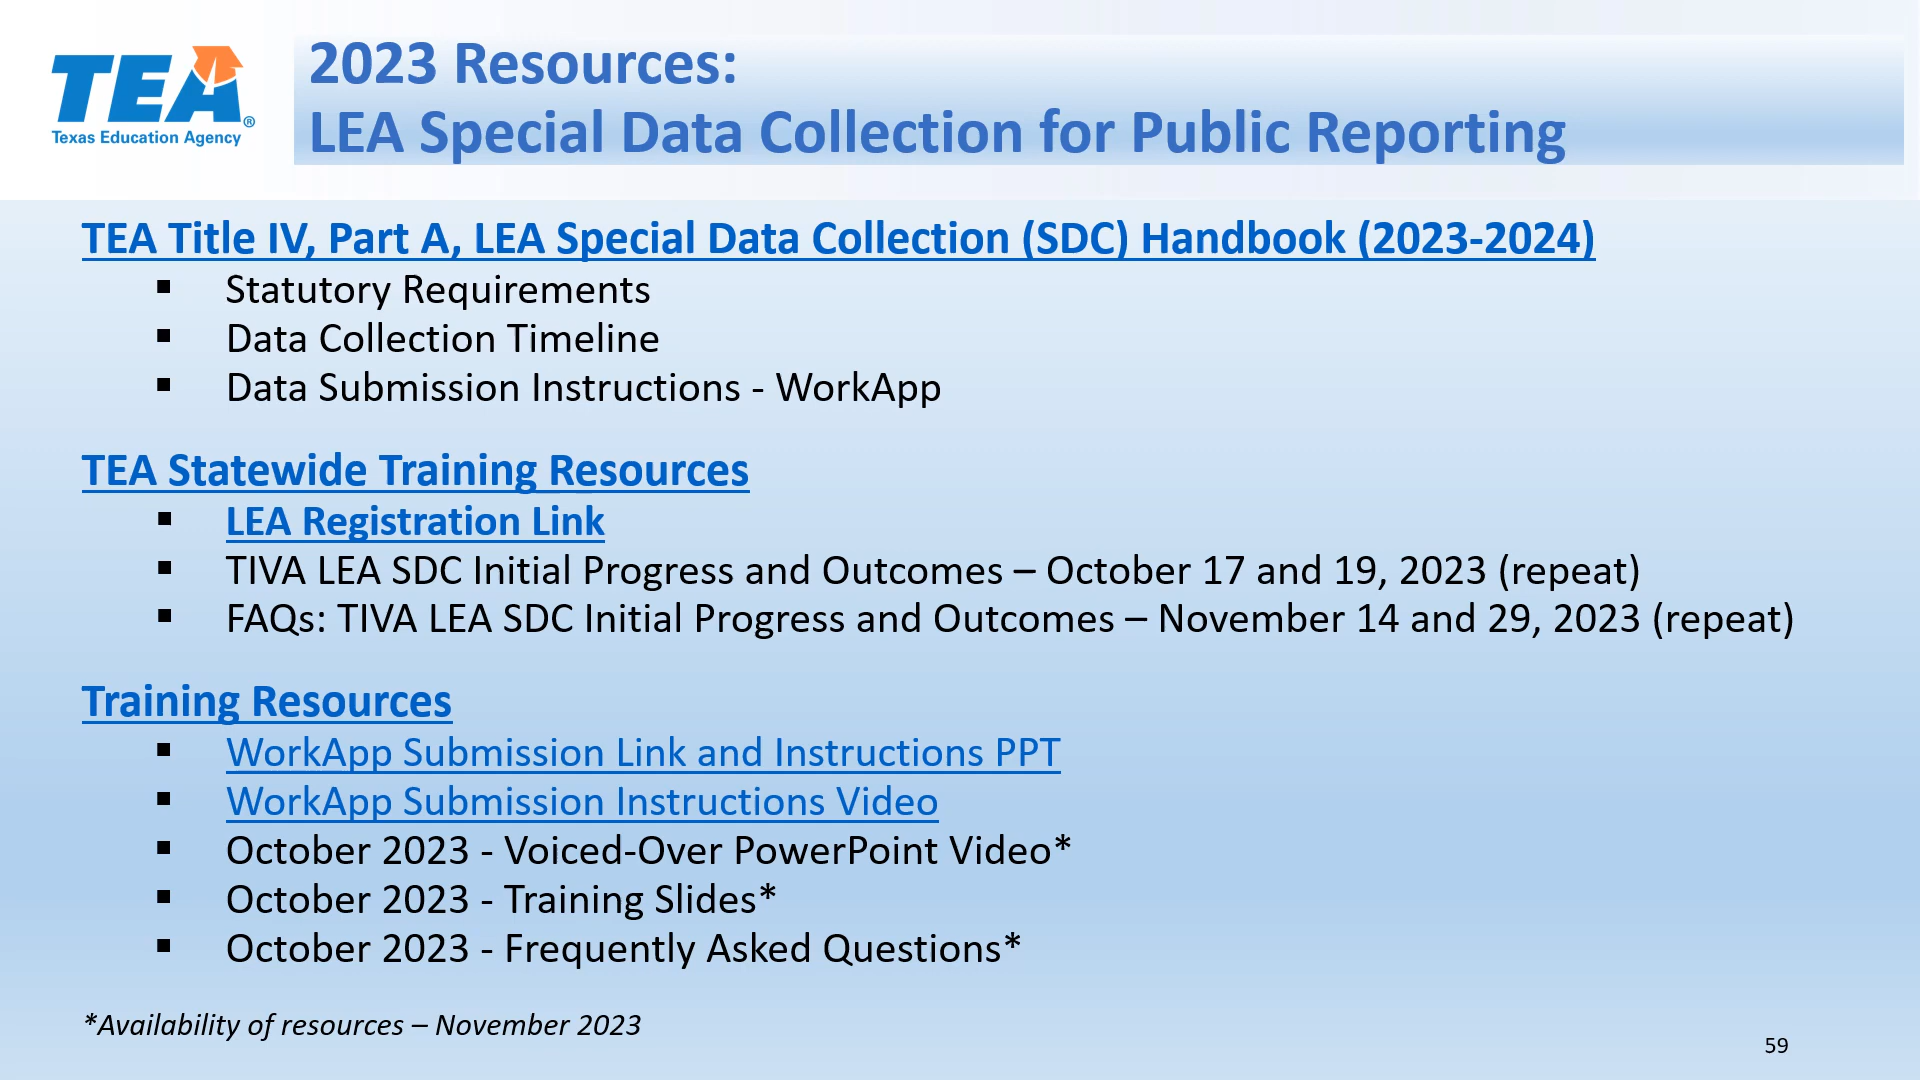 TEA®
Texas Education Agency
2023 Resources:
LEA Special Data Collection for Public Reporting
TEA Title IV, Part A, LEA Special Data Collection (SDC) Handbook (2023-2024)
▪ Statutory Requirements
▪ Data Collection Timeline
▪ Data Submission Instructions - WorkApp
TEA Statewide Training Resources
▪ LEA Registration Link
▪ TIVA LEA SDC Initial Progress and Outcomes – October 17 and 19, 2023 (repeat)
▪ FAQs: TIVA LEA SDC Initial Progress and Outcomes – November 14 and 29, 2023 (repeat)
Training Resources
▪ WorkApp Submission Link and Instructions PPT
▪ WorkApp Submission Instructions Video
▪ October 2023 - Voiced-Over PowerPoint Video*
▪ October 2023 - Training Slides*
▪ October 2023 - Frequently Asked Questions*
*Availability of resources – November 2023
59